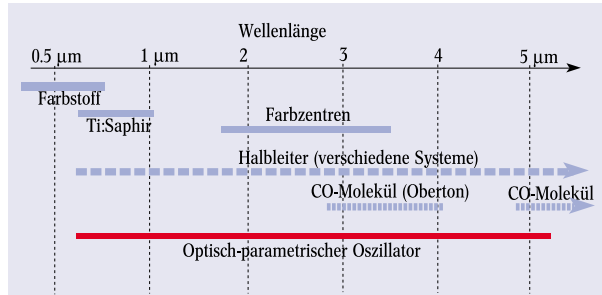 Wellenlänge
0.5 µm 1 µm 2 3 4 5 µm
Farbstoff
Ti:Saphir
Farbzentren
Halbleiter (verschiedene Systeme)
CO-Molekül (Oberton) CO-Molekül
Optisch-parametrischer Oszillator